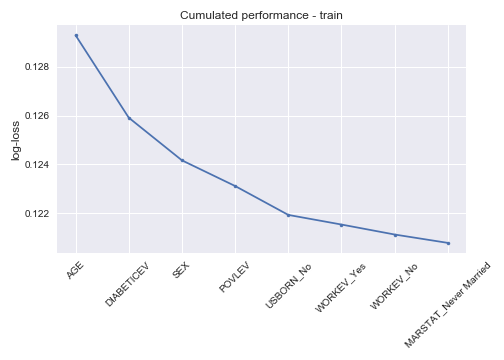 Cumulated performance - train
log-loss
0.128
0.126
0.124
0.122
AGE
DIABETICEV
SEX
POVLEV
USBORN_No
WORKEV_Yes
WORKEV_No
MARSTAT_Never Married